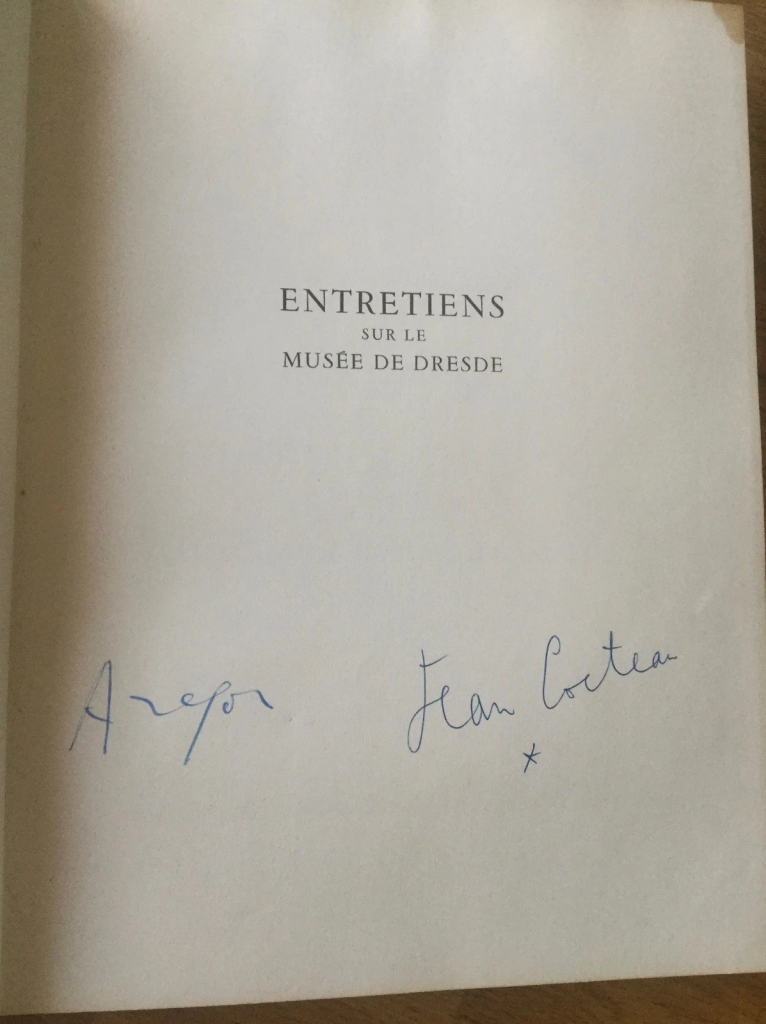 ENTRETIENS
SUR LE
MUSÉE DE DRESDE
Aragon
Jean Cocteau
*